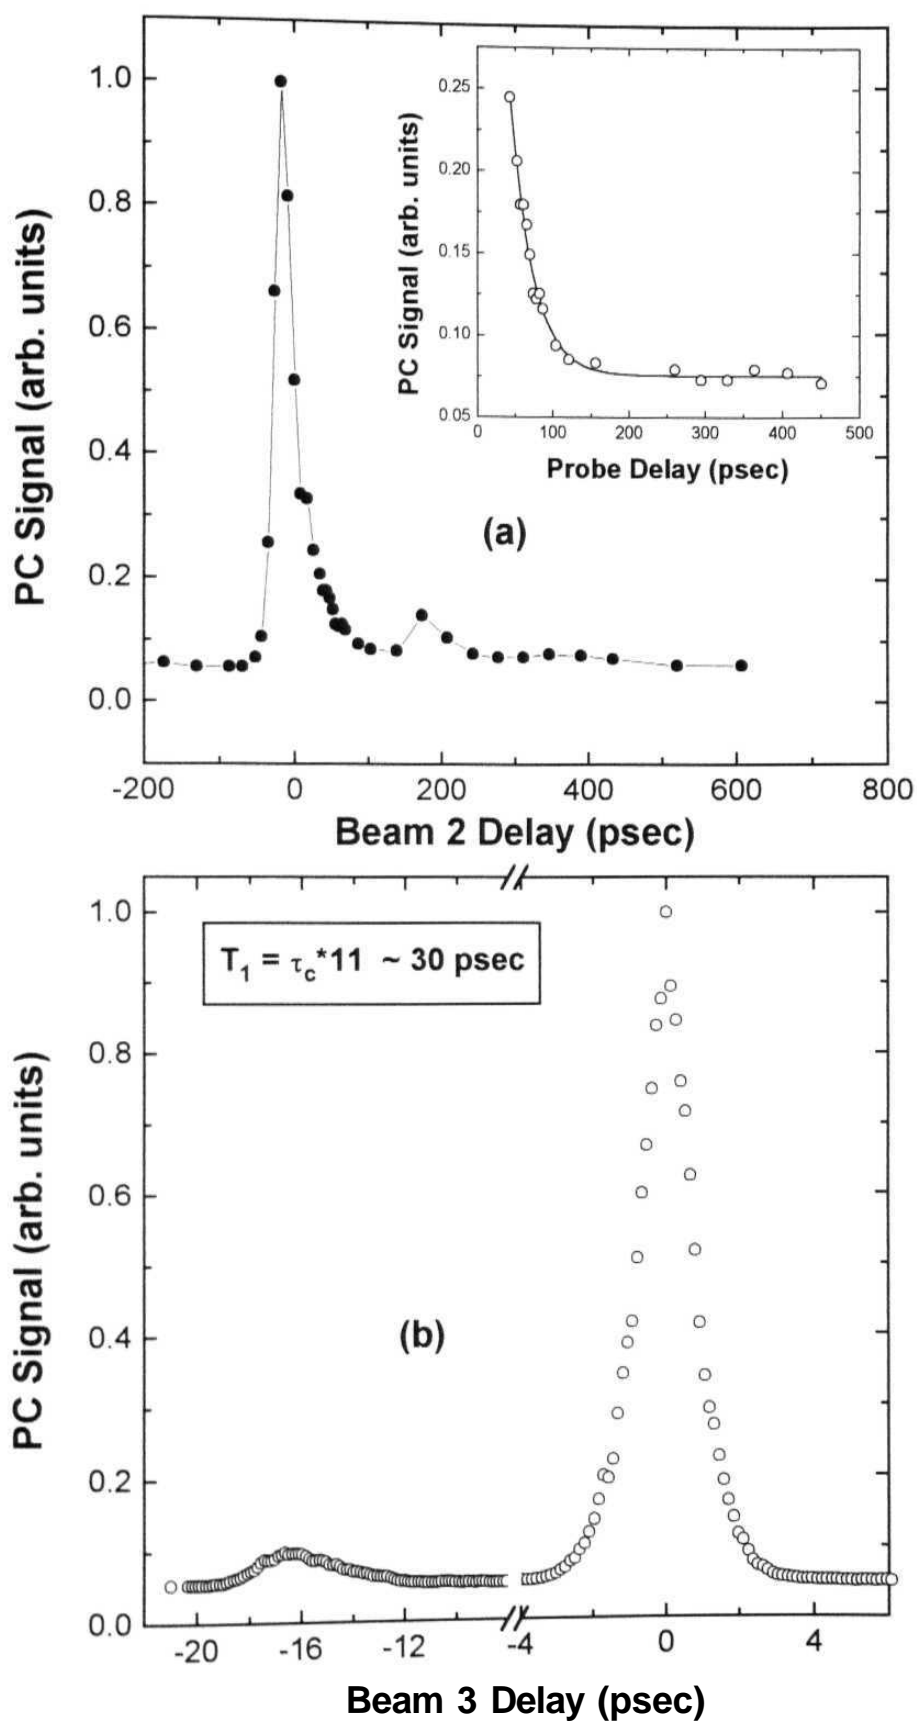 1.0
0.8
0.6
0.4
0.2
0.0
PC Signal (arb. units)
-200 0 200 400 600 800
Beam 2 Delay (psec)
(a)
0.25
0.20
0.15
0.10
0.05
PC Signal (arb. units)
0 100 200 300 400 500
Probe Delay (psec)
1.0
0.8
0.6
0.4
0.2
0.0
PC Signal (arb. units)
T₁ = τ_c*11 ~ 30 psec
(b)
-20 -16 -12 -4 0 4
Beam 3 Delay (psec)